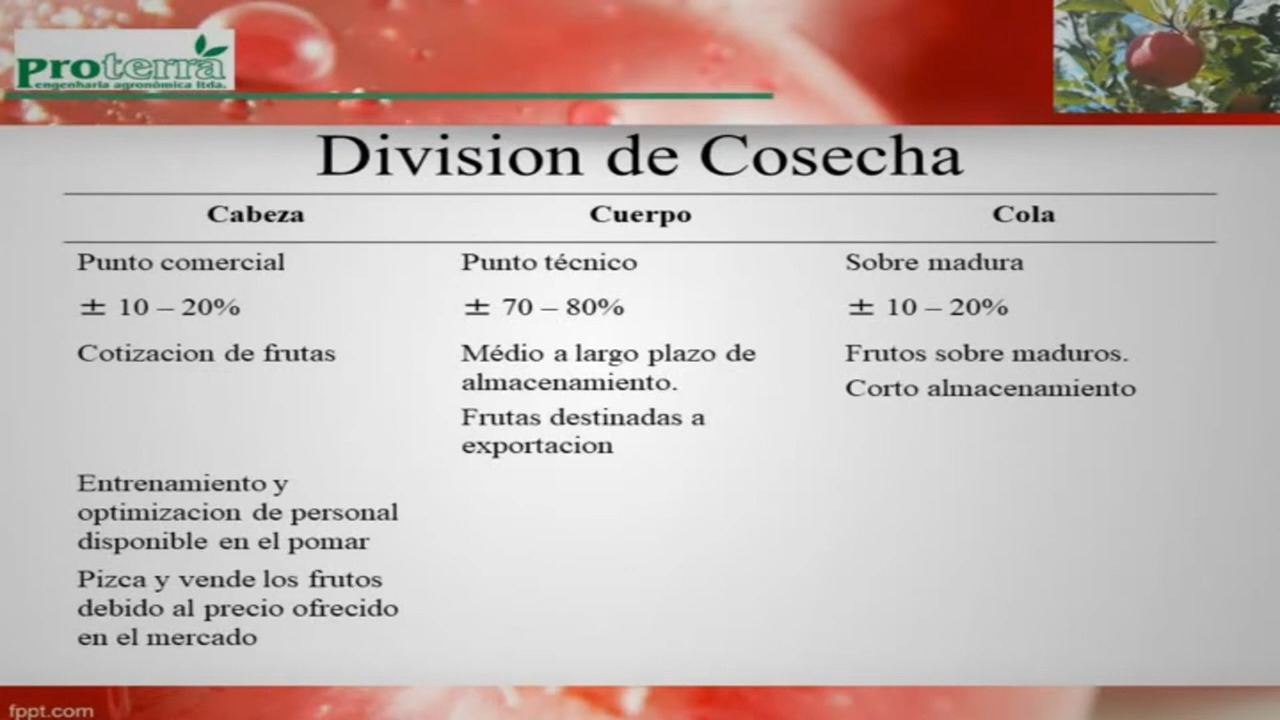 proterra
engenharia agronômica ltda.
Division de Cosecha
Cabeza
Cuerpo
Cola
Punto comercial
Punto técnico
Sobre madura
± 10 – 20%
± 70 – 80%
± 10 – 20%
Cotizacion de frutas
Médio a largo plazo de
almacenamiento.
Frutas destinadas a
exportacion
Frutos sobre maduros.
Corto almacenamiento
Entrenamiento y
optimizacion de personal
disponible en el pomar
Pizca y vende los frutos
debido al precio ofrecido
en el mercado
fppt.com